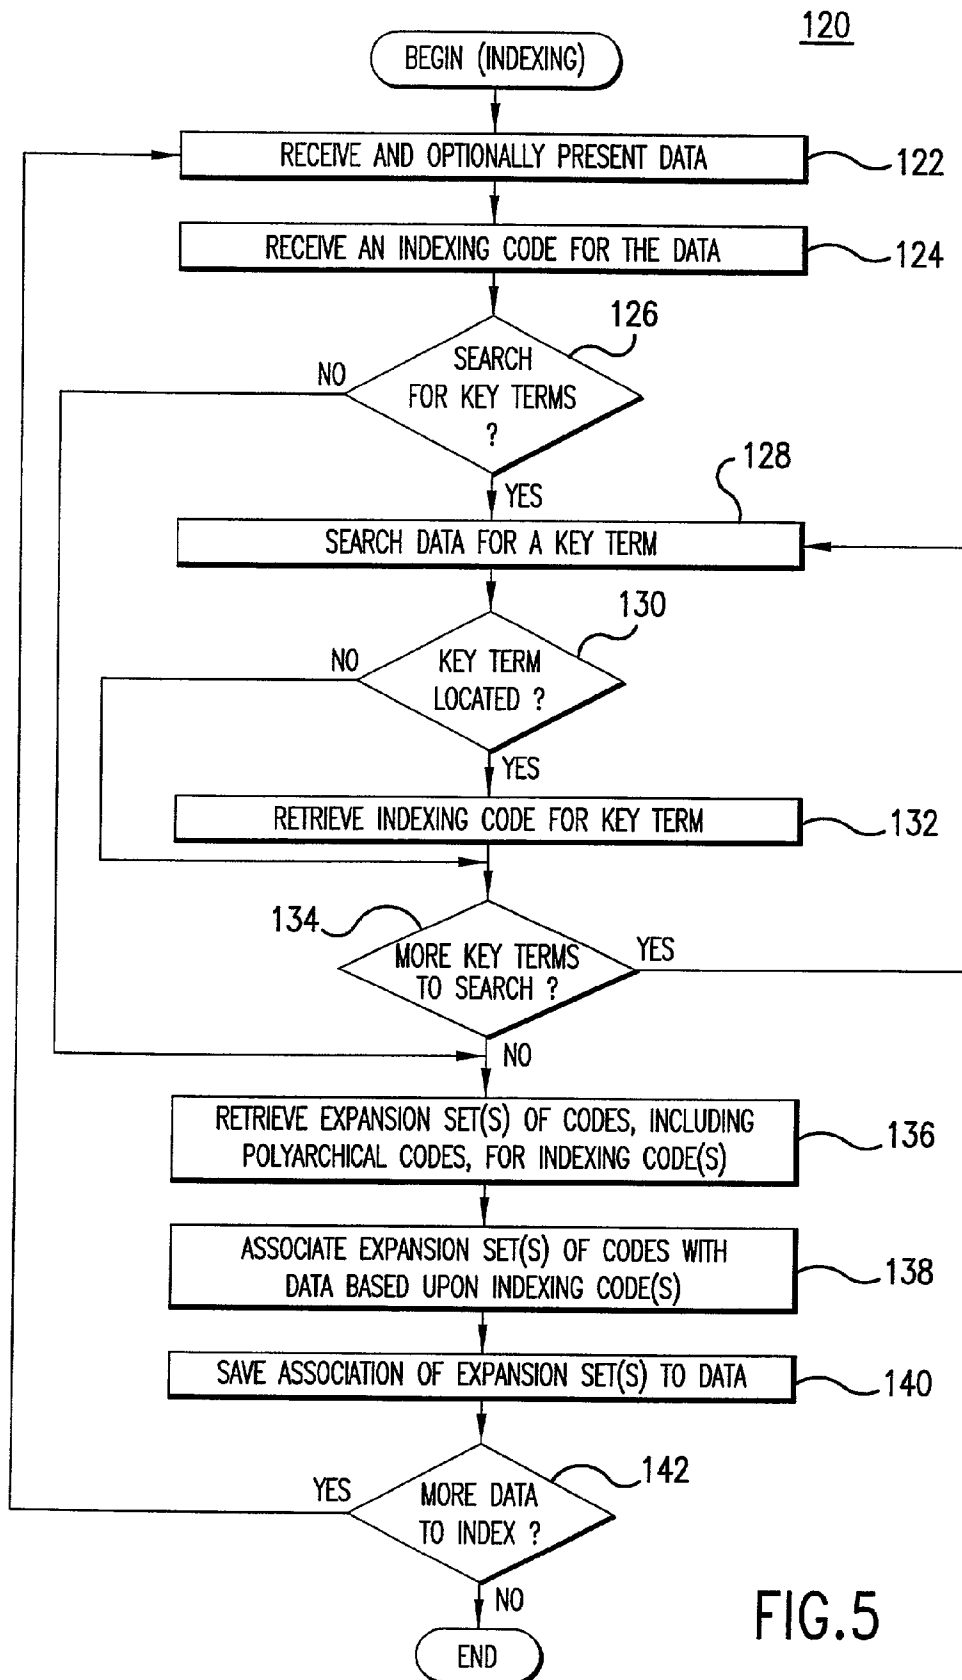 120
BEGIN (INDEXING)
RECEIVE AND OPTIONALLY PRESENT DATA
122
RECEIVE AN INDEXING CODE FOR THE DATA
124
126
SEARCH
FOR KEY TERMS
?
NO
YES
128
SEARCH DATA FOR A KEY TERM
130
KEY TERM
LOCATED ?
NO
YES
RETRIEVE INDEXING CODE FOR KEY TERM
132
134
MORE KEY TERMS
TO SEARCH ?
YES
NO
RETRIEVE EXPANSION SET(S) OF CODES, INCLUDING
POLYARCHICAL CODES, FOR INDEXING CODE(S)
136
ASSOCIATE EXPANSION SET(S) OF CODES WITH
DATA BASED UPON INDEXING CODE(S)
138
SAVE ASSOCIATION OF EXPANSION SET(S) TO DATA
140
142
YES
MORE DATA
TO INDEX ?
NO
END
FIG.5